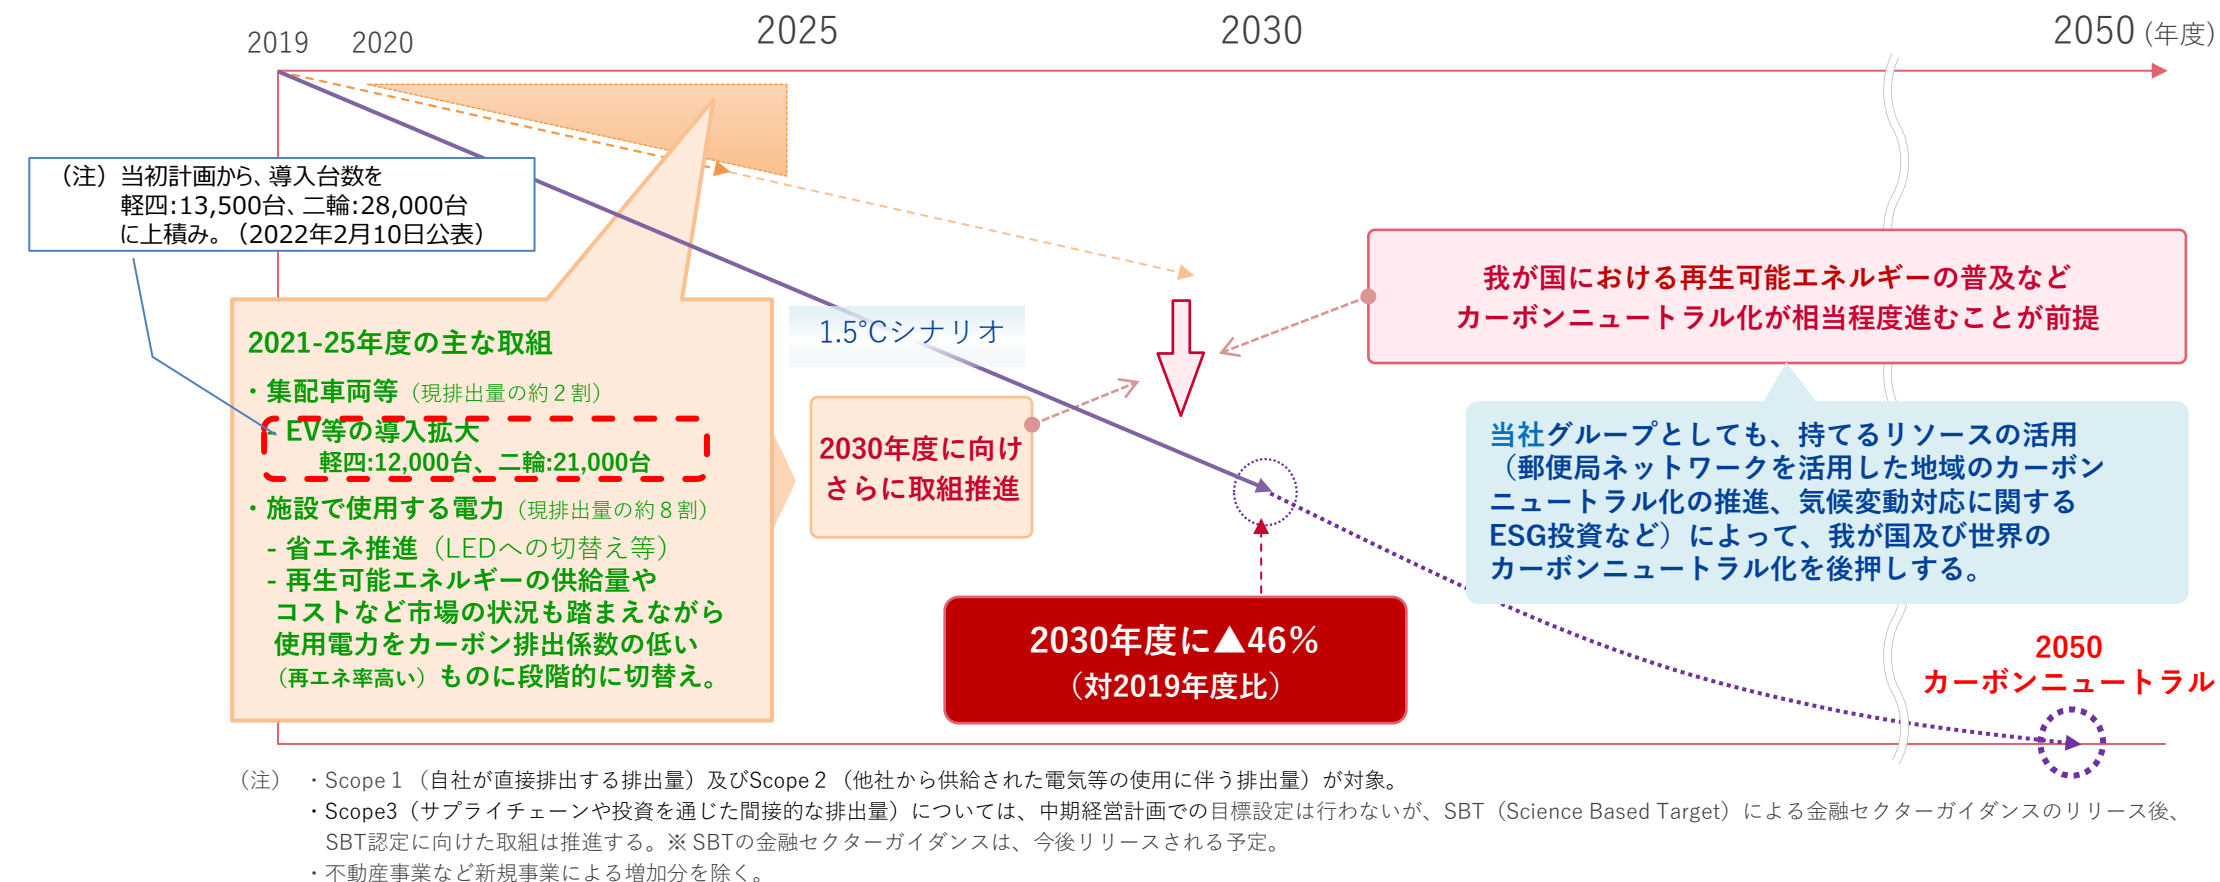 2019 2020 2025 2030 2050 (年度)
（注）当初計画から、導入台数を
軽四:13,500台、二輪:28,000台
に上積み。（2022年2月10日公表）
2021-25年度の主な取組
・集配車両等（現排出量の約２割）
- EV等の導入拡大
軽四:12,000台、二輪:21,000台
・施設で使用する電力（現排出量の約８割）
- 省エネ推進（LEDへの切替え等）
- 再生可能エネルギーの供給量や
コストなど市場の状況も踏まえながら
使用電力をカーボン排出係数の低い
（再エネ率高い）ものに段階的に切替え。
1.5℃シナリオ
2030年度に向け
さらに取組推進
我が国における再生可能エネルギーの普及など
カーボンニュートラル化が相当程度進むことが前提
当社グループとしても、持てるリソースの活用
（郵便局ネットワークを活用した地域のカーボン
ニュートラル化の推進、気候変動対応に関する
ESG投資など）によって、我が国及び世界の
カーボンニュートラル化を後押しする。
2030年度に▲46%
（対2019年度比）
2050
カーボンニュートラル
（注）　・Scope１（自社が直接排出する排出量）及びScope２（他社から供給された電気等の使用に伴う排出量）が対象。
・Scope3（サプライチェーンや投資を通じた間接的な排出量）については、中期経営計画での目標設定は行わないが、SBT（Science Based Target）による金融セクターガイダンスのリリース後、
SBT認定に向けた取組は推進する。※ SBTの金融セクターガイダンスは、今後リリースされる予定。
・不動産事業など新規事業による増加分を除く。